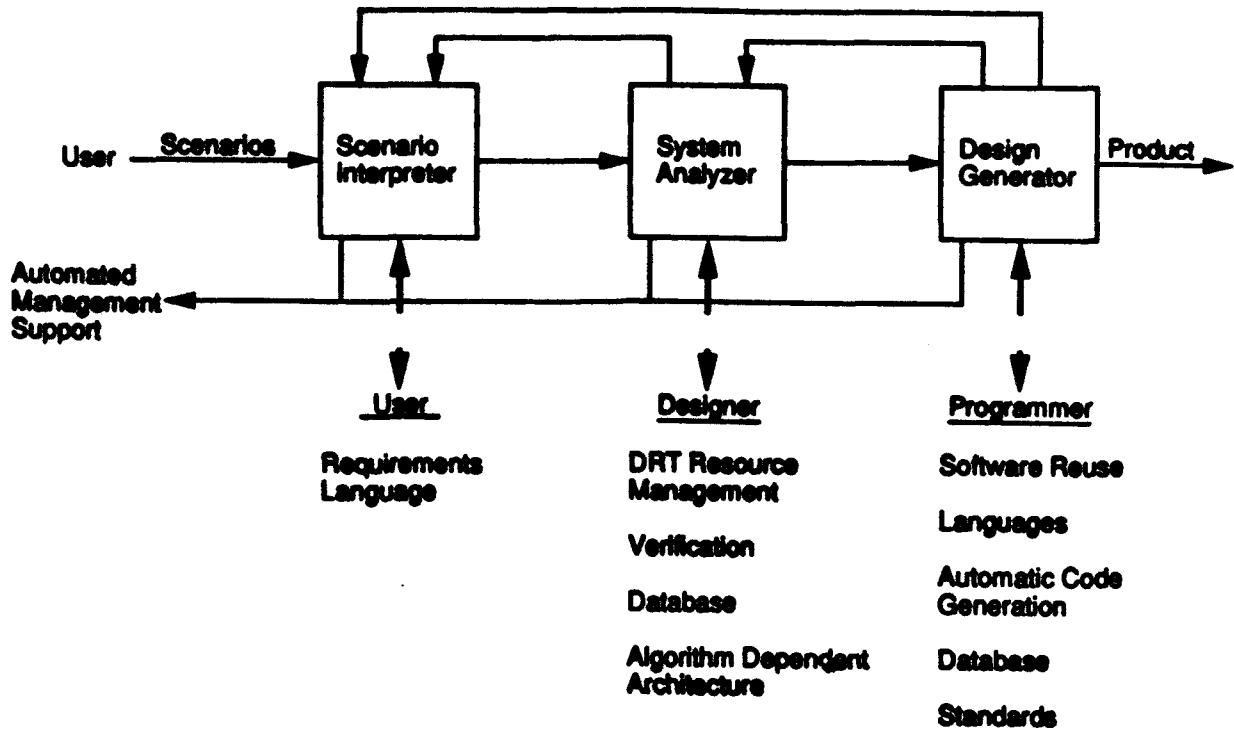 User
Scenarios
Scenario
Interpreter
System
Analyzer
Design
Generator
Product
Automated
Management
Support
User
Requirements
Language
Designer
DRT Resource
Management
Verification
Database
Algorithm Dependent
Architecture
Programmer
Software Reuse
Languages
Automatic Code
Generation
Database
Standards